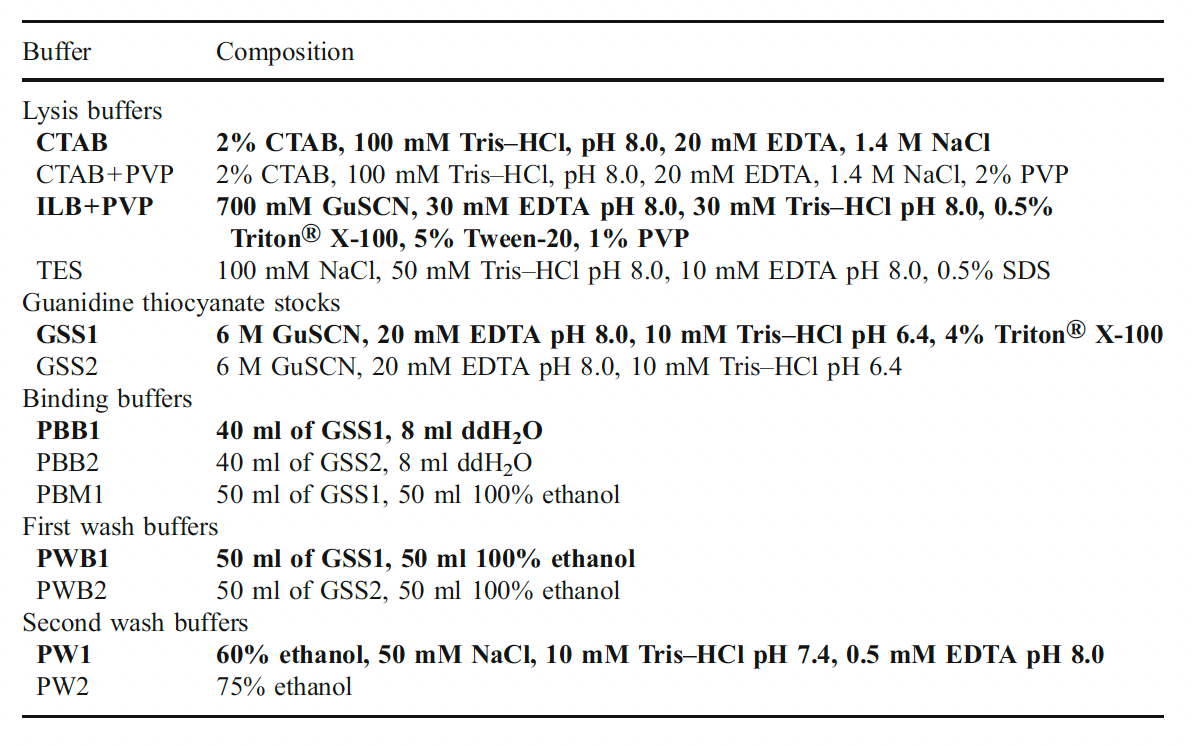 Buffer Composition
Lysis buffers
CTAB 2% CTAB, 100 mM Tris–HCl, pH 8.0, 20 mM EDTA, 1.4 M NaCl
CTAB+PVP 2% CTAB, 100 mM Tris–HCl, pH 8.0, 20 mM EDTA, 1.4 M NaCl, 2% PVP
ILB+PVP 700 mM GuSCN, 30 mM EDTA pH 8.0, 30 mM Tris–HCl pH 8.0, 0.5%
Triton® X-100, 5% Tween-20, 1% PVP
TES 100 mM NaCl, 50 mM Tris–HCl pH 8.0, 10 mM EDTA pH 8.0, 0.5% SDS
Guanidine thiocyanate stocks
GSS1 6 M GuSCN, 20 mM EDTA pH 8.0, 10 mM Tris–HCl pH 6.4, 4% Triton® X-100
GSS2 6 M GuSCN, 20 mM EDTA pH 8.0, 10 mM Tris–HCl pH 6.4
Binding buffers
PBB1 40 ml of GSS1, 8 ml ddH₂O
PBB2 40 ml of GSS2, 8 ml ddH₂O
PBM1 50 ml of GSS1, 50 ml 100% ethanol
First wash buffers
PWB1 50 ml of GSS1, 50 ml 100% ethanol
PWB2 50 ml of GSS2, 50 ml 100% ethanol
Second wash buffers
PW1 60% ethanol, 50 mM NaCl, 10 mM Tris–HCl pH 7.4, 0.5 mM EDTA pH 8.0
PW2 75% ethanol